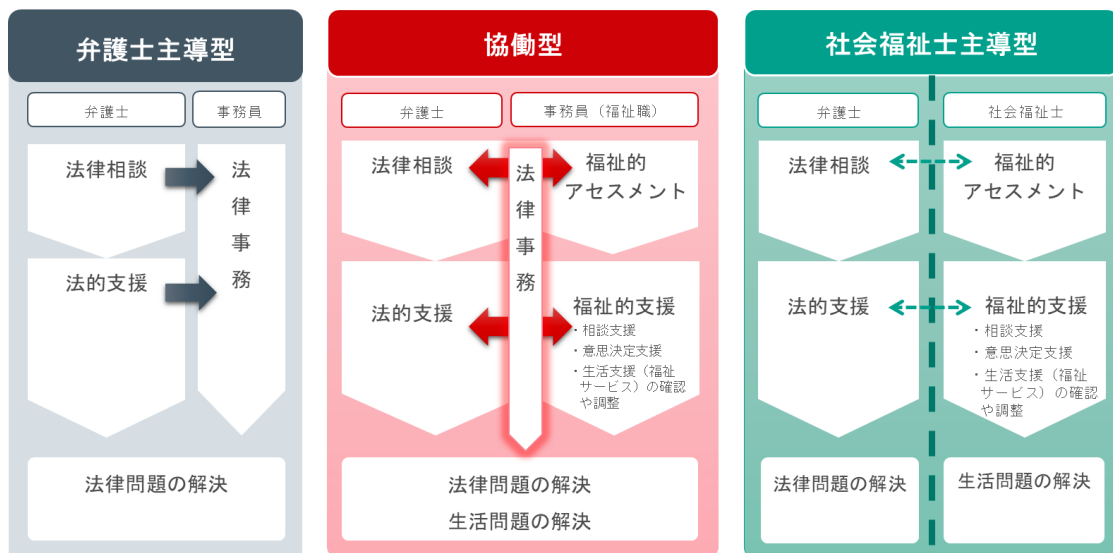 弁護士主導型
弁護士
事務員
法律相談
法的支援
法律事務
法律問題の解決
協働型
弁護士
事務員（福祉職）
法律相談
法律事務
福祉的
アセスメント
法的支援
福祉的支援
・相談支援
・意思決定支援
・生活支援（福祉
サービス）の確認
や調整
法律問題の解決
生活問題の解決
社会福祉士主導型
弁護士
社会福祉士
法律相談
福祉的
アセスメント
法的支援
福祉的支援
・相談支援
・意思決定支援
・生活支援（福祉
サービス）の確認
や調整
法律問題の解決
生活問題の解決